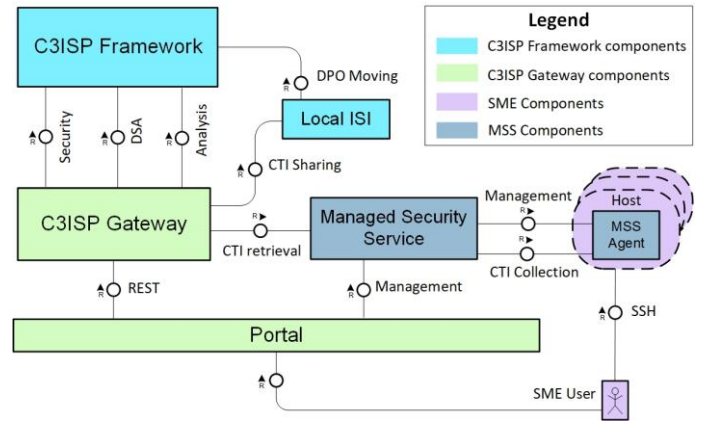 C3ISP Framework
DPO Moving
Local ISI
Security
DSA
Analysis
CTI Sharing
C3ISP Gateway
CTI retrieval
Managed Security
Service
Management
CTI Collection
Host
MSS
Agent
REST
Management
SSH
Portal
SME User
R
R
R
R
R
R
R
R
R
R
R
R
Legend
C3ISP Framework components
C3ISP Gateway components
SME Components
MSS Components